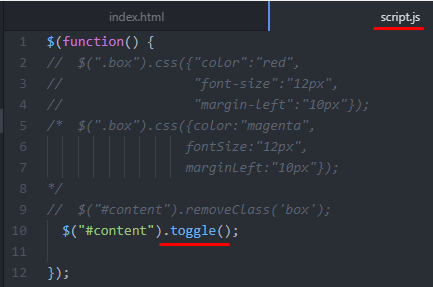 index.html script.js
1 $(function() {
2 //  $(".box").css({"color":"red",
3 //                 "font-size":"12px",
4 //                 "margin-left":"10px"});
5 /*  $(".box").css({color:"magenta",
6                   fontSize:"12px",
7                   marginLeft:"10px"});
8 */
9 //  $("#content").removeClass('box');
10   $("#content").toggle();
11
12 });